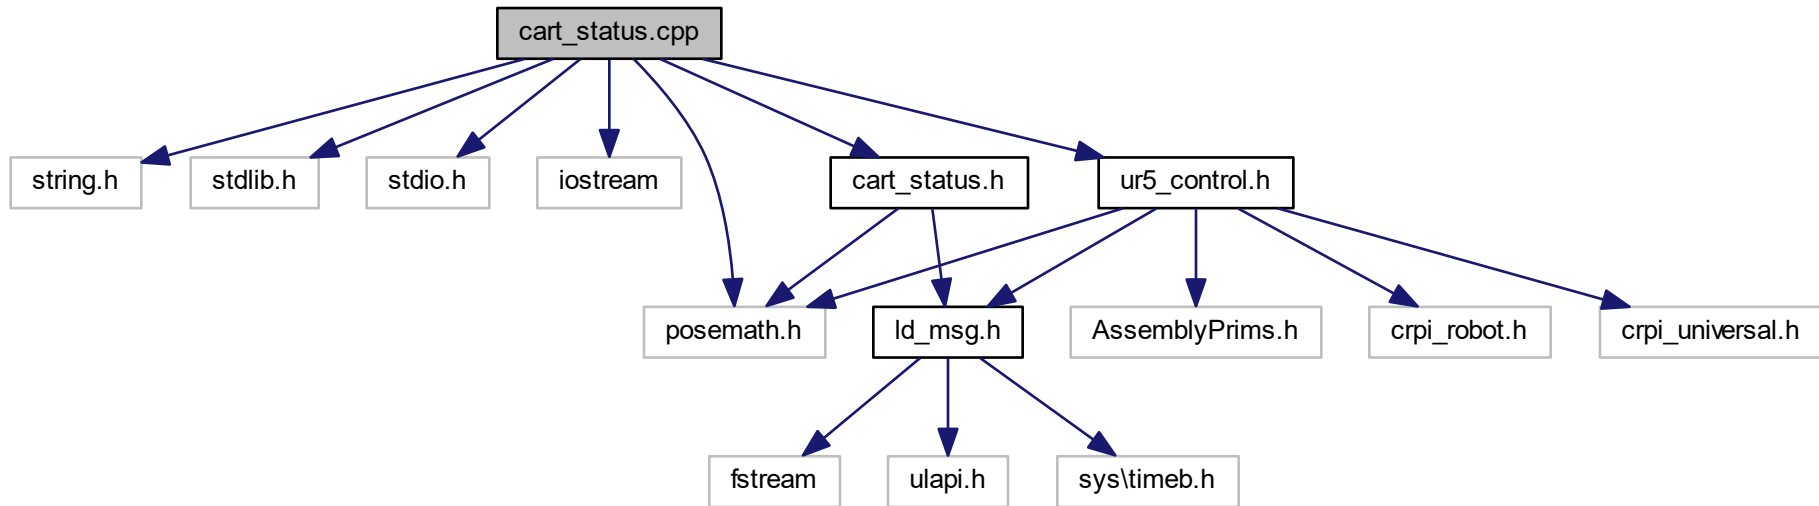 cart_status.cpp
string.h
stdlib.h
stdio.h
iostream
cart_status.h
ur5_control.h
posemath.h
ld_msg.h
AssemblyPrims.h
crpi_robot.h
crpi_universal.h
fstream
ulapi.h
sys\timeb.h